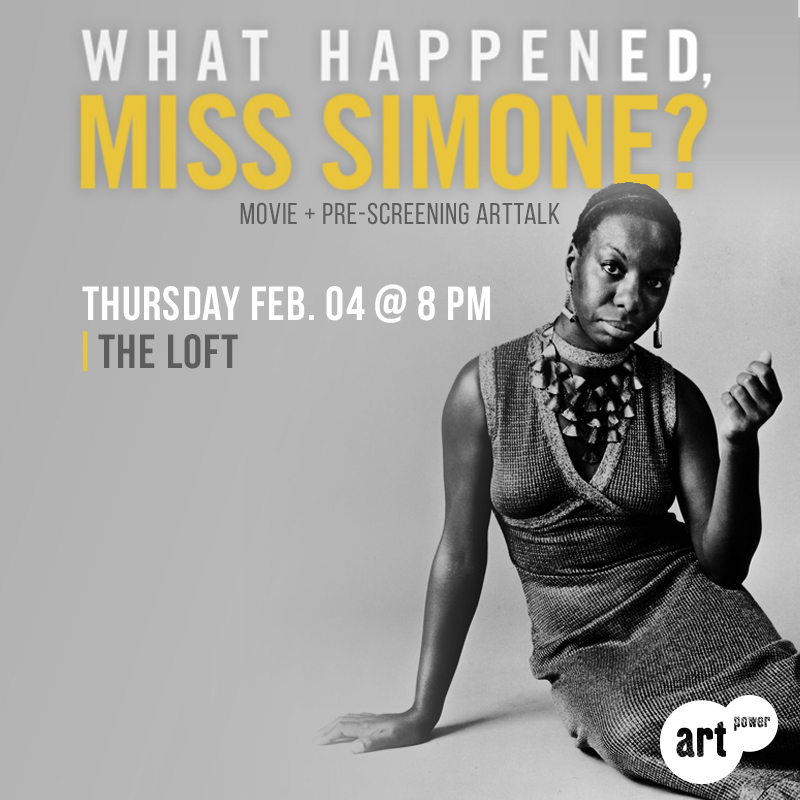 WHAT HAPPENED,
MISS SIMONE?
MOVIE + PRE-SCREENING ARTTALK
THURSDAY FEB. 04 @ 8 PM
THE LOFT
art power